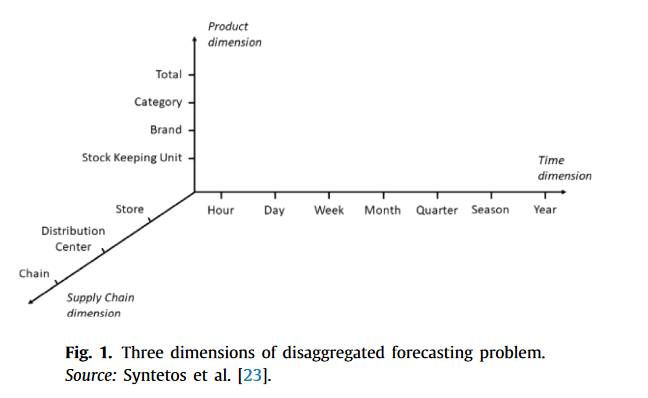 Product
dimension
Total
Category
Brand
Stock Keeping Unit
Time
dimension
Hour Day Week Month Quarter Season Year
Store
Distribution
Center
Chain
Supply Chain
dimension
Fig. 1. Three dimensions of disaggregated forecasting problem.
Source: Syntetos et al. [23].